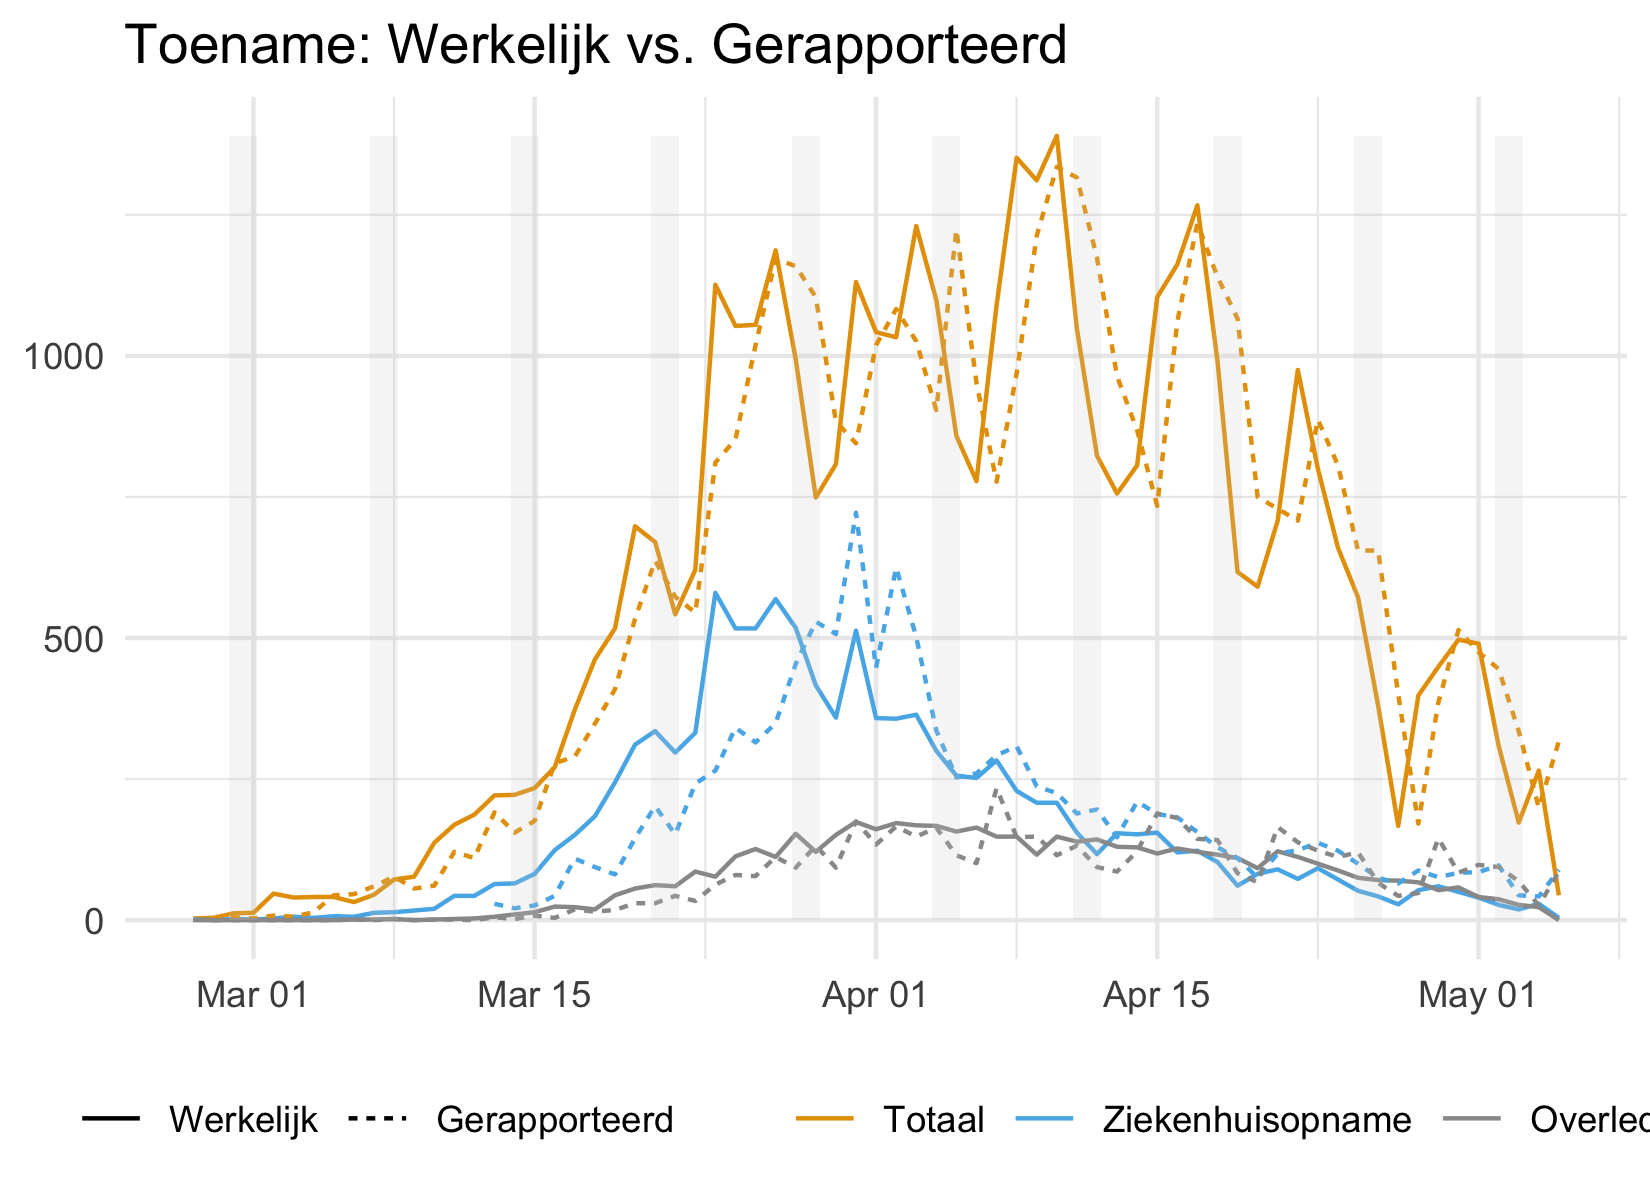 Toename: Werkelijk vs. Gerapporteerd
1000
500
0
Mar 01 Mar 15 Apr 01 Apr 15 May 01
Werkelijk Gerapporteerd Totaal Ziekenhuisopname Overled